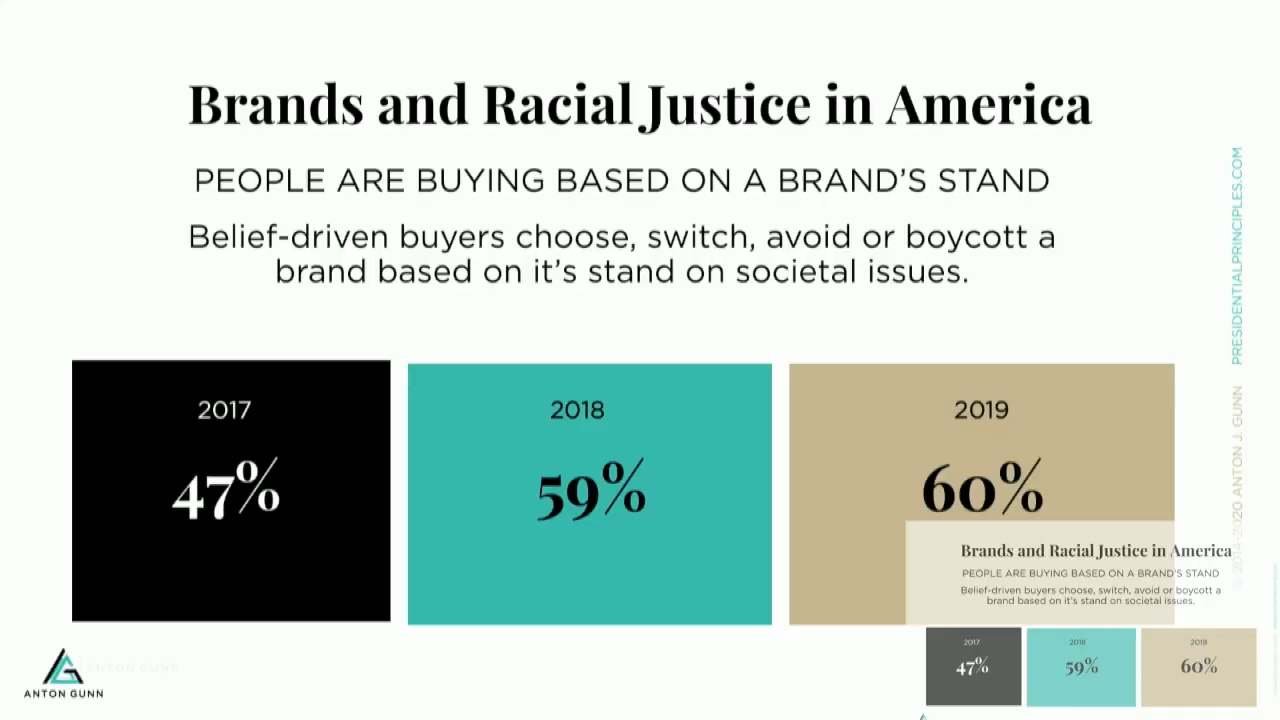 Brands and Racial Justice in America
PEOPLE ARE BUYING BASED ON A BRAND'S STAND
Belief-driven buyers choose, switch, avoid or boycott a
brand based on it's stand on societal issues.
2017
47%
2018
59%
2019
60%
Brands and Racial Justice in America
PEOPLE ARE BUYING BASED ON A BRAND'S STAND
Belief-driven buyers choose, switch, avoid or boycott a
brand based on it's stand on societal issues.
2017
47%
2018
59%
2019
60%
ANTON GUNN
ANTON GUNN
© 2014-2020 ANTON J. GUNN PRESIDENTIALPRINCIPLES.COM